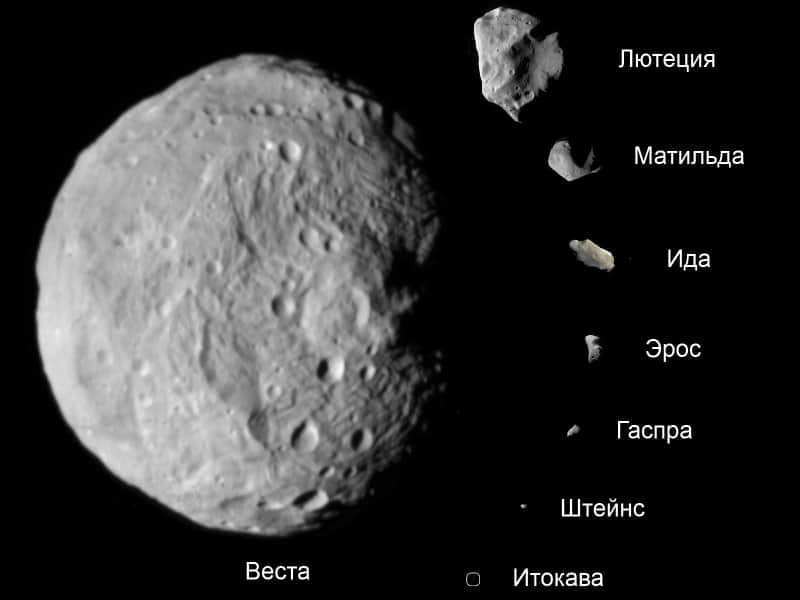 Лютеция
Матильда
Ида
Эрос
Гаспра
Штейнс
Веста
Итокава